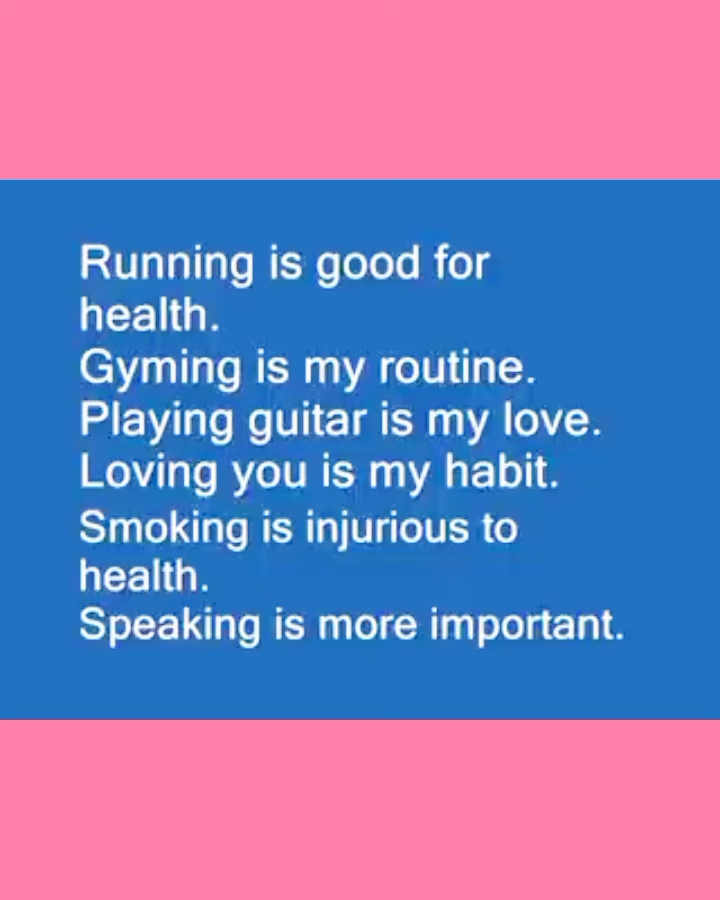 Running is good for
health.
Gyming is my routine.
Playing guitar is my love.
Loving you is my habit.
Smoking is injurious to
health.
Speaking is more important.